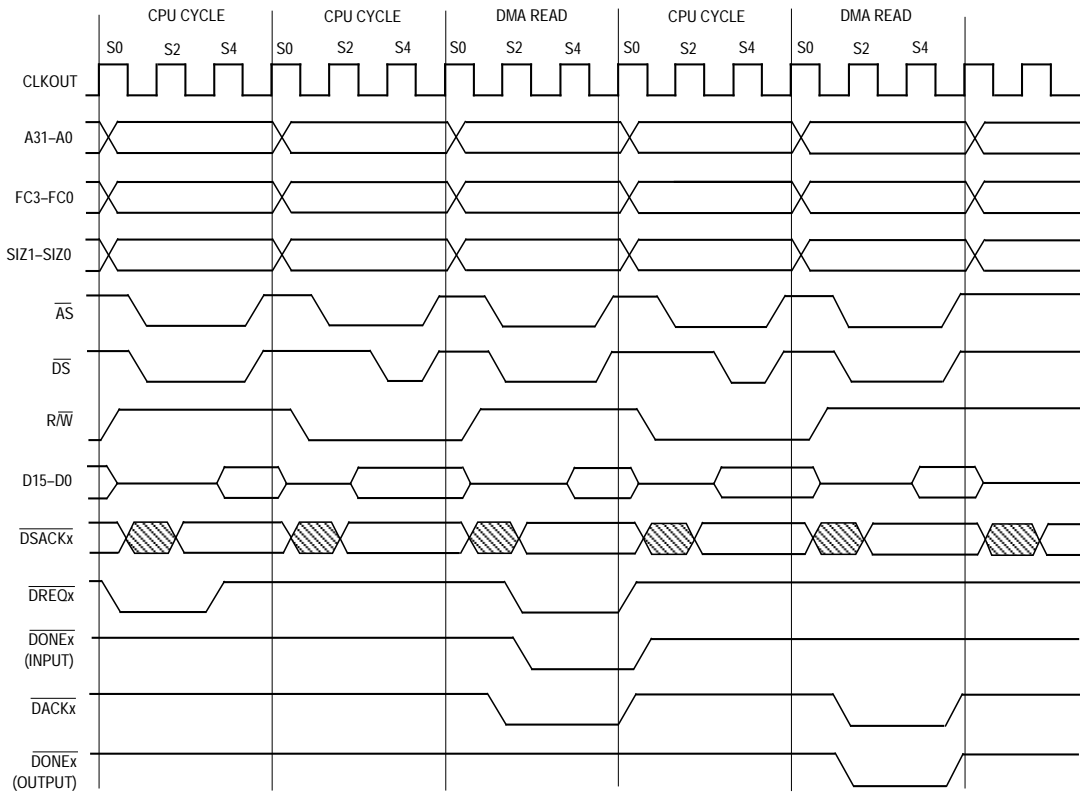 CPU CYCLE CPU CYCLE DMA READ CPU CYCLE DMA READ
S0 S2 S4 S0 S2 S4 S0 S2 S4 S0 S2 S4 S0 S2 S4
CLKOUT
A31–A0
FC3–FC0
SIZ1–SIZ0
AS
DS
R/W
D15–D0
DSACKx
DREQx
DONEx
(INPUT)
DACKx
DONEx
(OUTPUT)